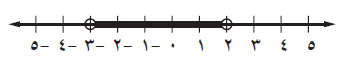 ٥– ٤– ٣– ٢– ١– ٠ ١ ٢ ٣ ٤ ٥